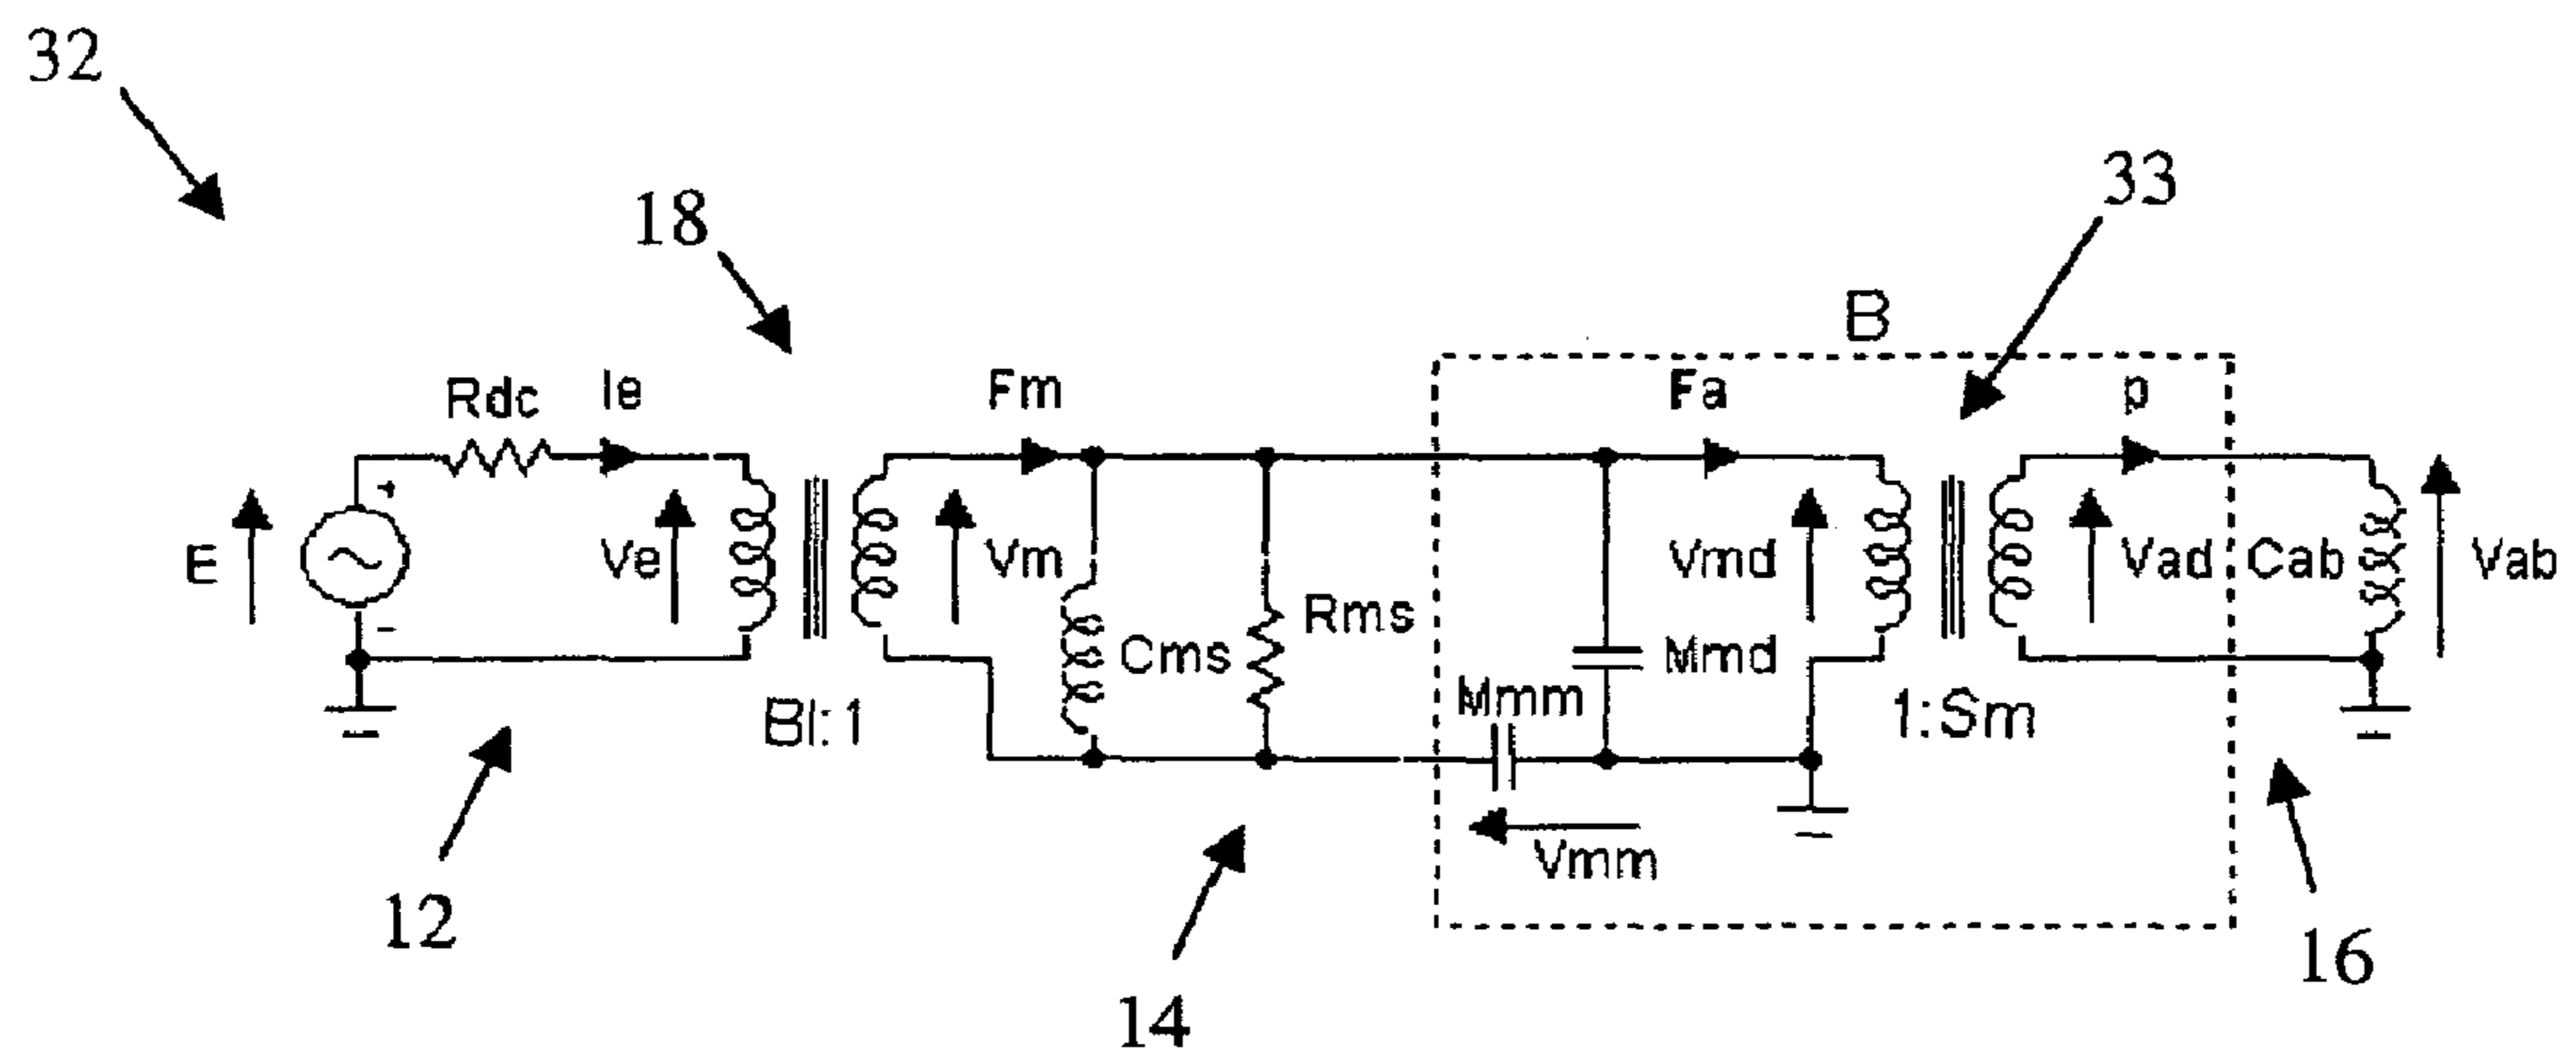 32
18
33
B
Rdc
Ie
Fm
Fa
p
+
E
Ve
Vm
Vmd
Vad
Cab
Vab
-
Cms
Rms
Mmd
Mmm
Bl:1
1:Sm
Vmm
12
14
16